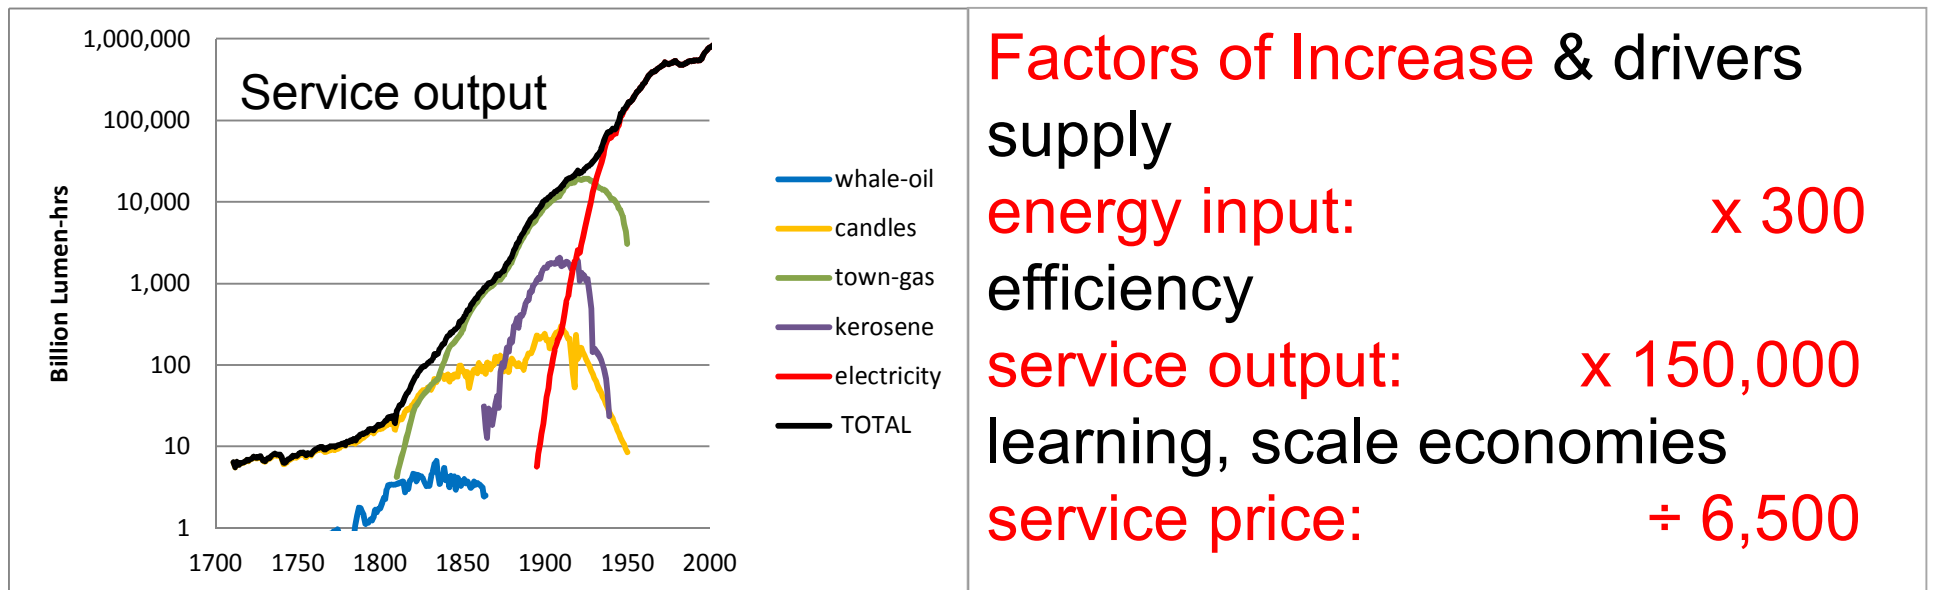 Service output
1,000,000
100,000
10,000
1,000
100
10
1
Billion Lumen-hrs
1700 1750 1800 1850 1900 1950 2000
whale-oil
candles
town-gas
kerosene
electricity
TOTAL
Factors of Increase & drivers
supply
energy input: x 300
efficiency
service output: x 150,000
learning, scale economies
service price: ÷ 6,500